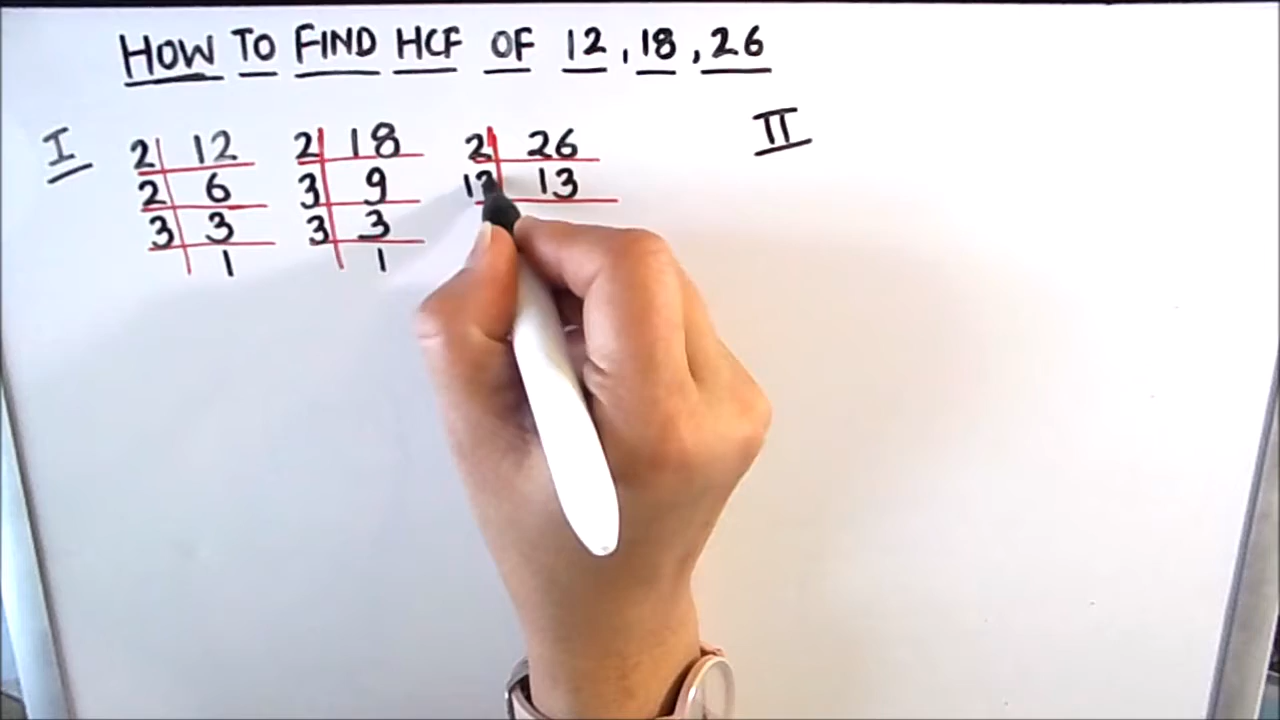 HOW TO FIND HCF OF 12, 18, 26
I 2 12 2 18 2 26 II
2 6 3 9 13
3 3 3 3
1 1